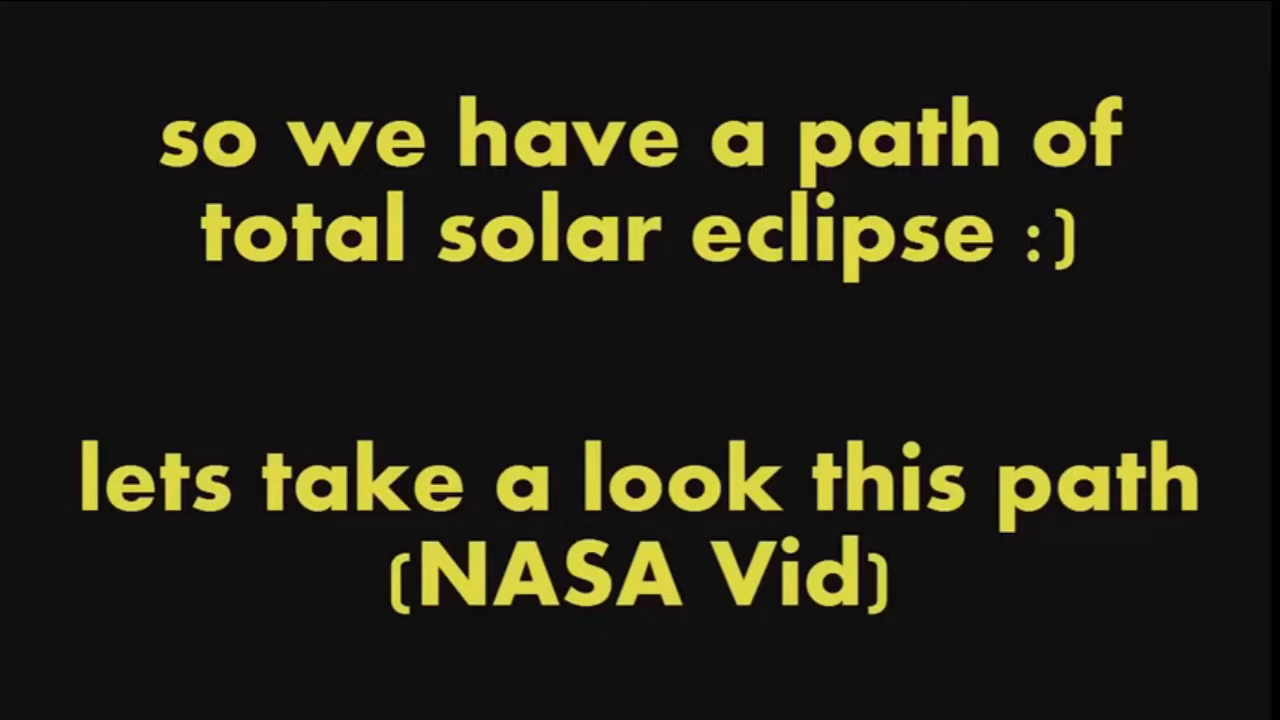 so we have a path of
total solar eclipse :)
lets take a look this path
(NASA Vid)